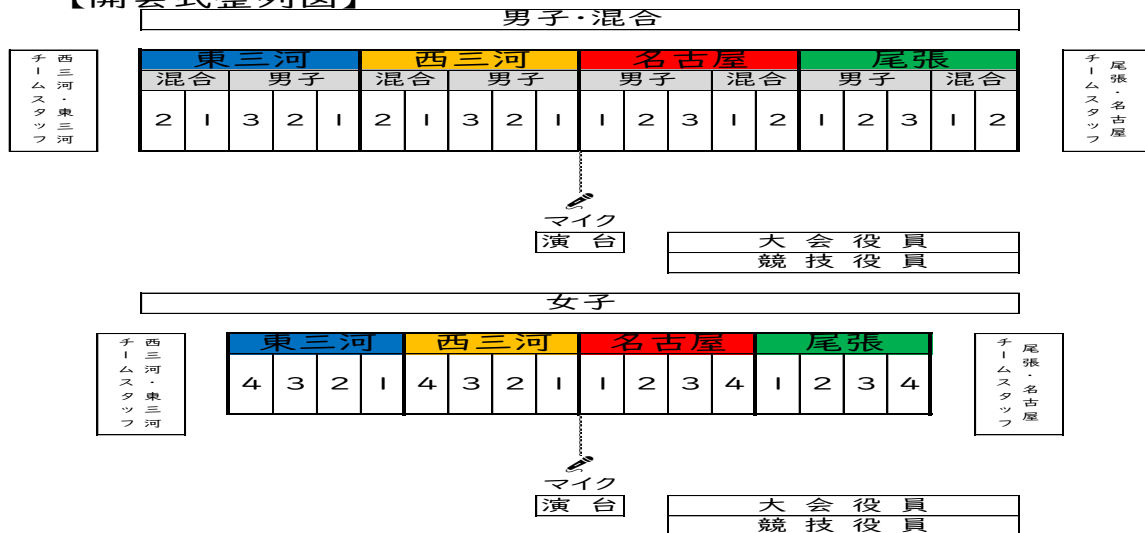 【開会式整列図】
男子・混合
西三河・東三河
チームスタッフ
東三河 西三河 名古屋 尾張
混合 男子 混合 男子 男子 混合 男子 混合
2 1 3 2 1 2 1 3 2 1 1 2 3 1 2 1 2 3 1 2
尾張・名古屋
チームスタッフ
マイク
演台
大会役員
競技役員
女子
西三河・東三河
チームスタッフ
東三河 西三河 名古屋 尾張
4 3 2 1 4 3 2 1 1 2 3 4 1 2 3 4
尾張・名古屋
チームスタッフ
マイク
演台
大会役員
競技役員